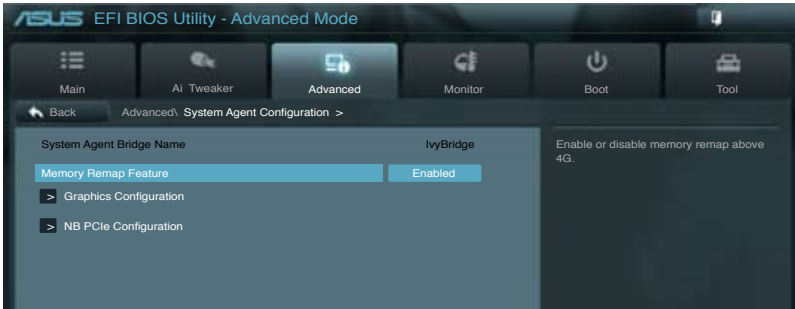 ASUS EFI BIOS Utility - Advanced Mode
Main
Ai Tweaker
Advanced
Monitor
Boot
Tool
Back
Advanced\ System Agent Configuration >
System Agent Bridge Name IvyBridge
Memory Remap Feature Enabled
> Graphics Configuration
> NB PCIe Configuration
Enable or disable memory remap above
4G.